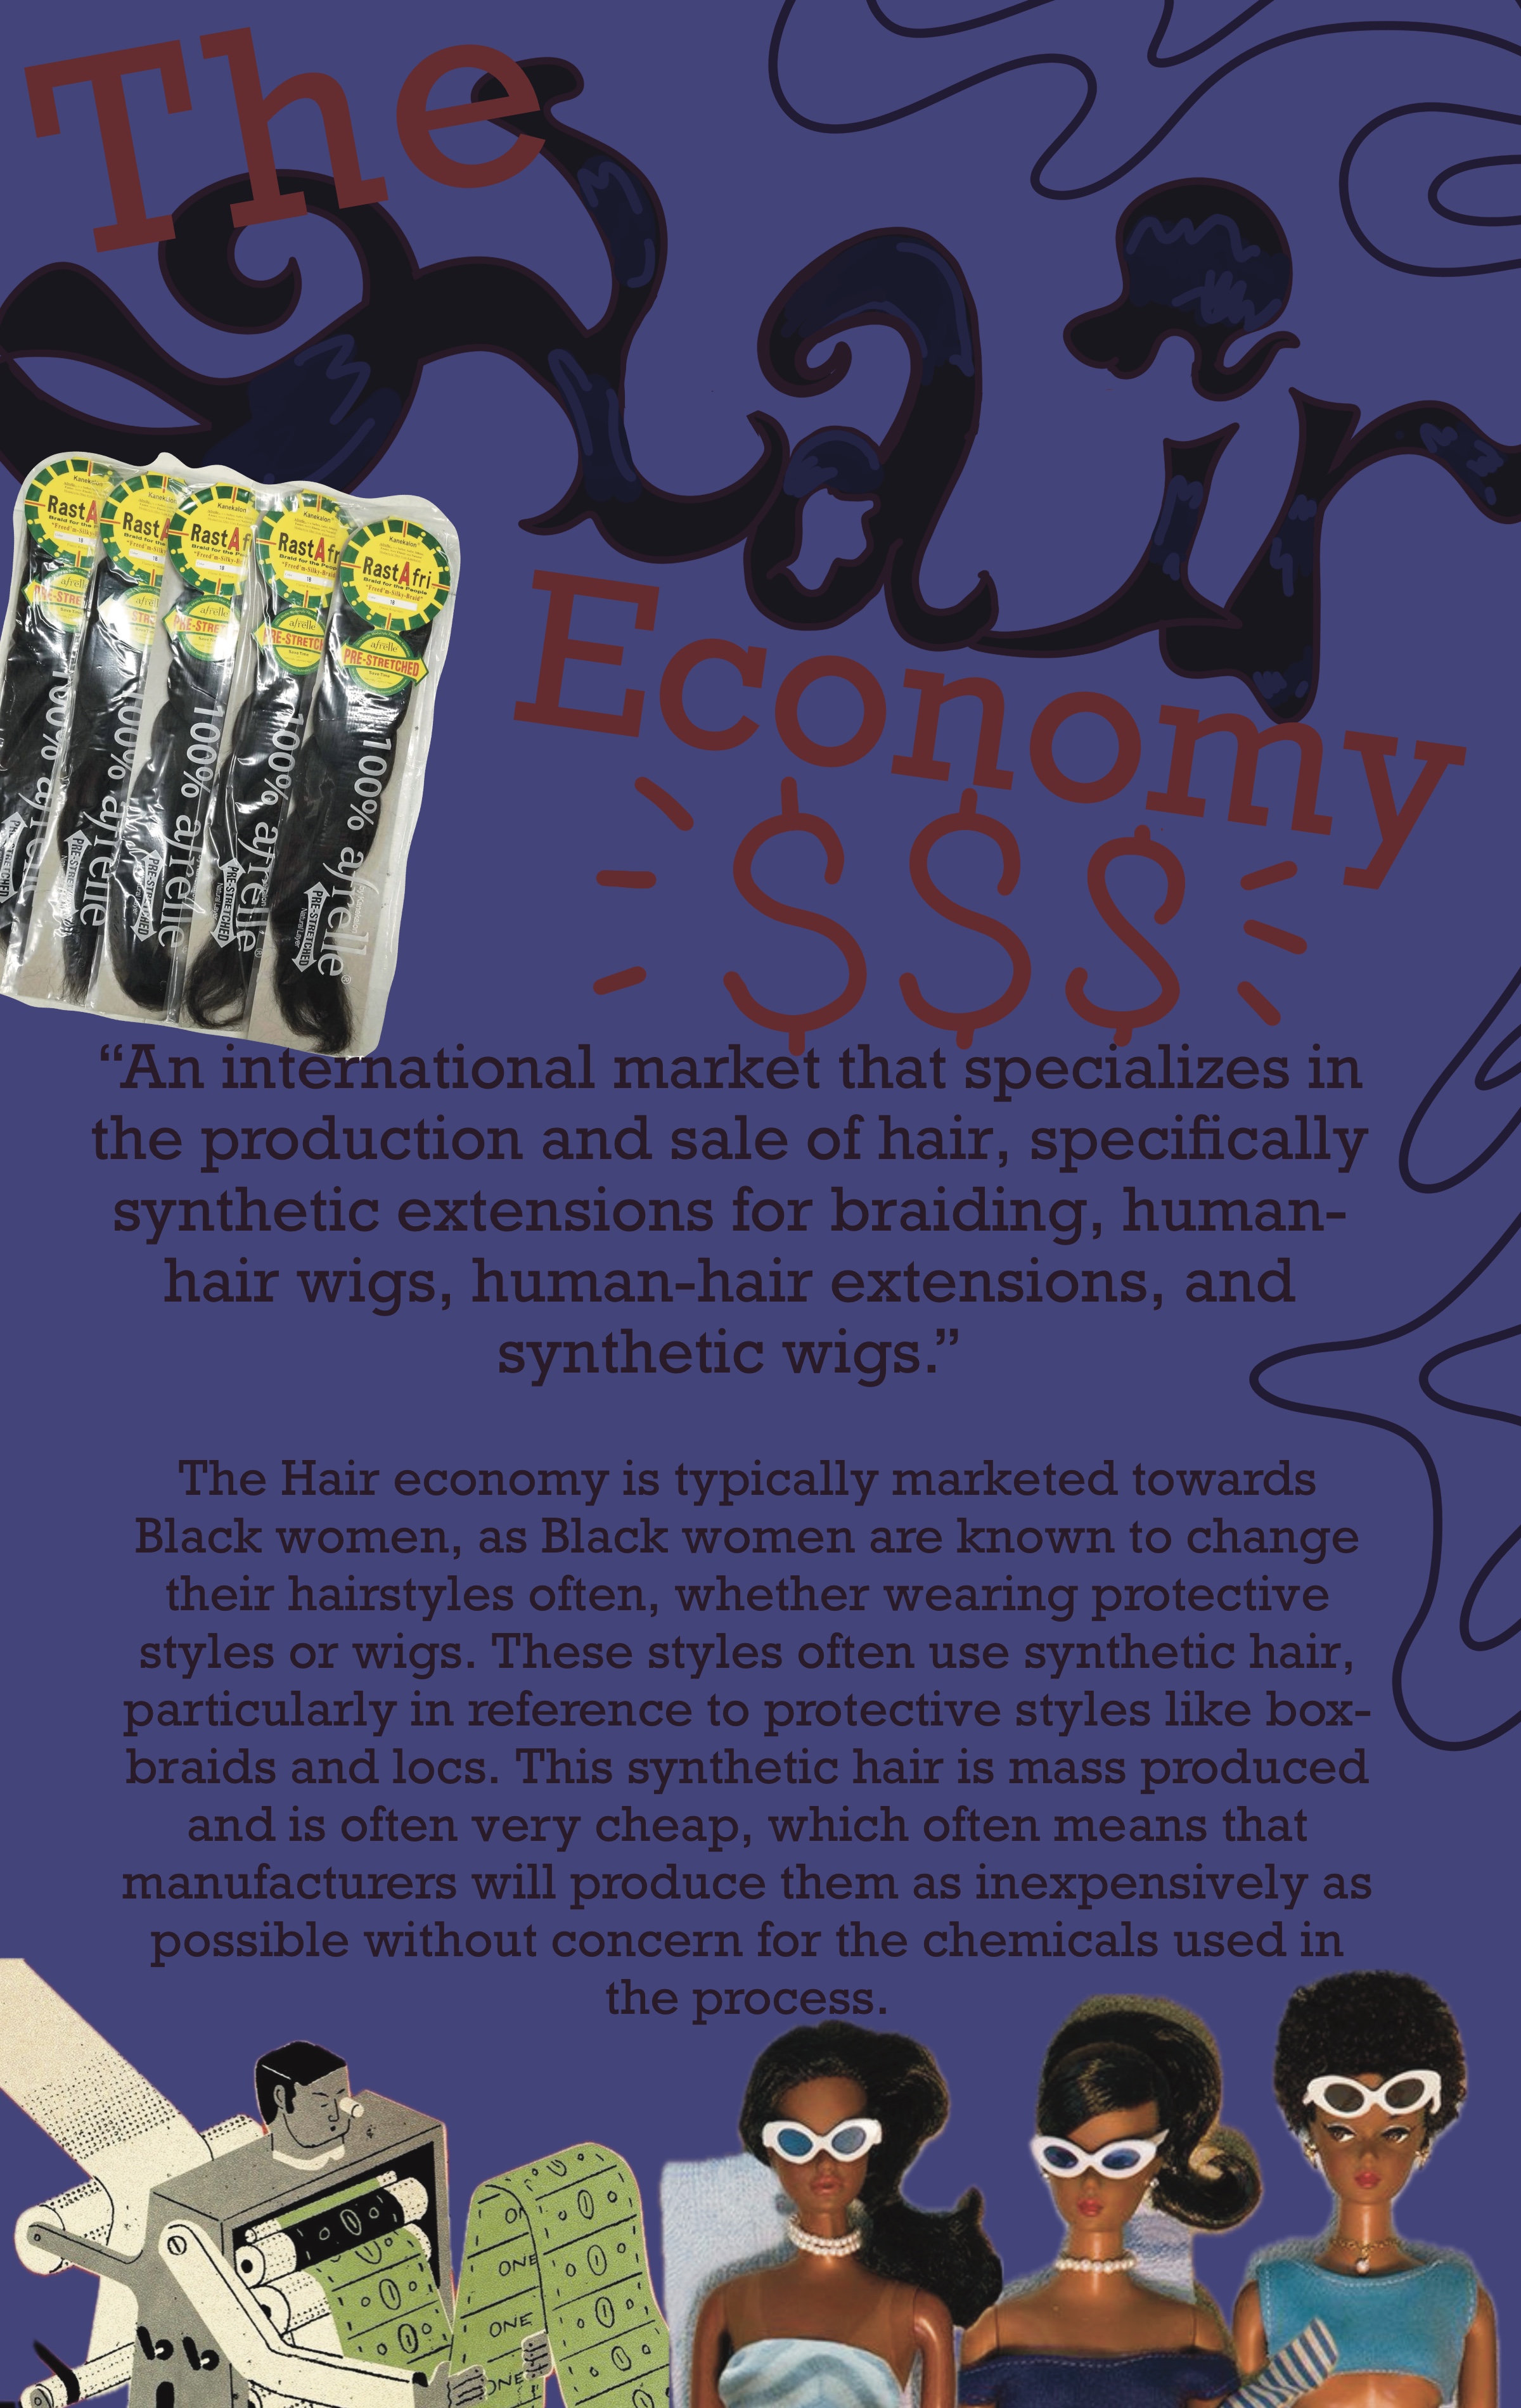 The
Hair
Economy
$$$
Kanekalon
RastAfri
Braid for the People
"Freed'm-Silky-Braid"
18
afrelle
PRE-STRETCHED
100% afrelle
PRE-STRETCHED
“An international market that specializes in
the production and sale of hair, specifically
synthetic extensions for braiding, human-
hair wigs, human-hair extensions, and
synthetic wigs.”
The Hair economy is typically marketed towards
Black women, as Black women are known to change
their hairstyles often, whether wearing protective
styles or wigs. These styles often use synthetic hair,
particularly in reference to protective styles like box-
braids and locs. This synthetic hair is mass produced
and is often very cheap, which often means that
manufacturers will produce them as inexpensively as
possible without concern for the chemicals used in
the process.
ONE
ONE
ONE